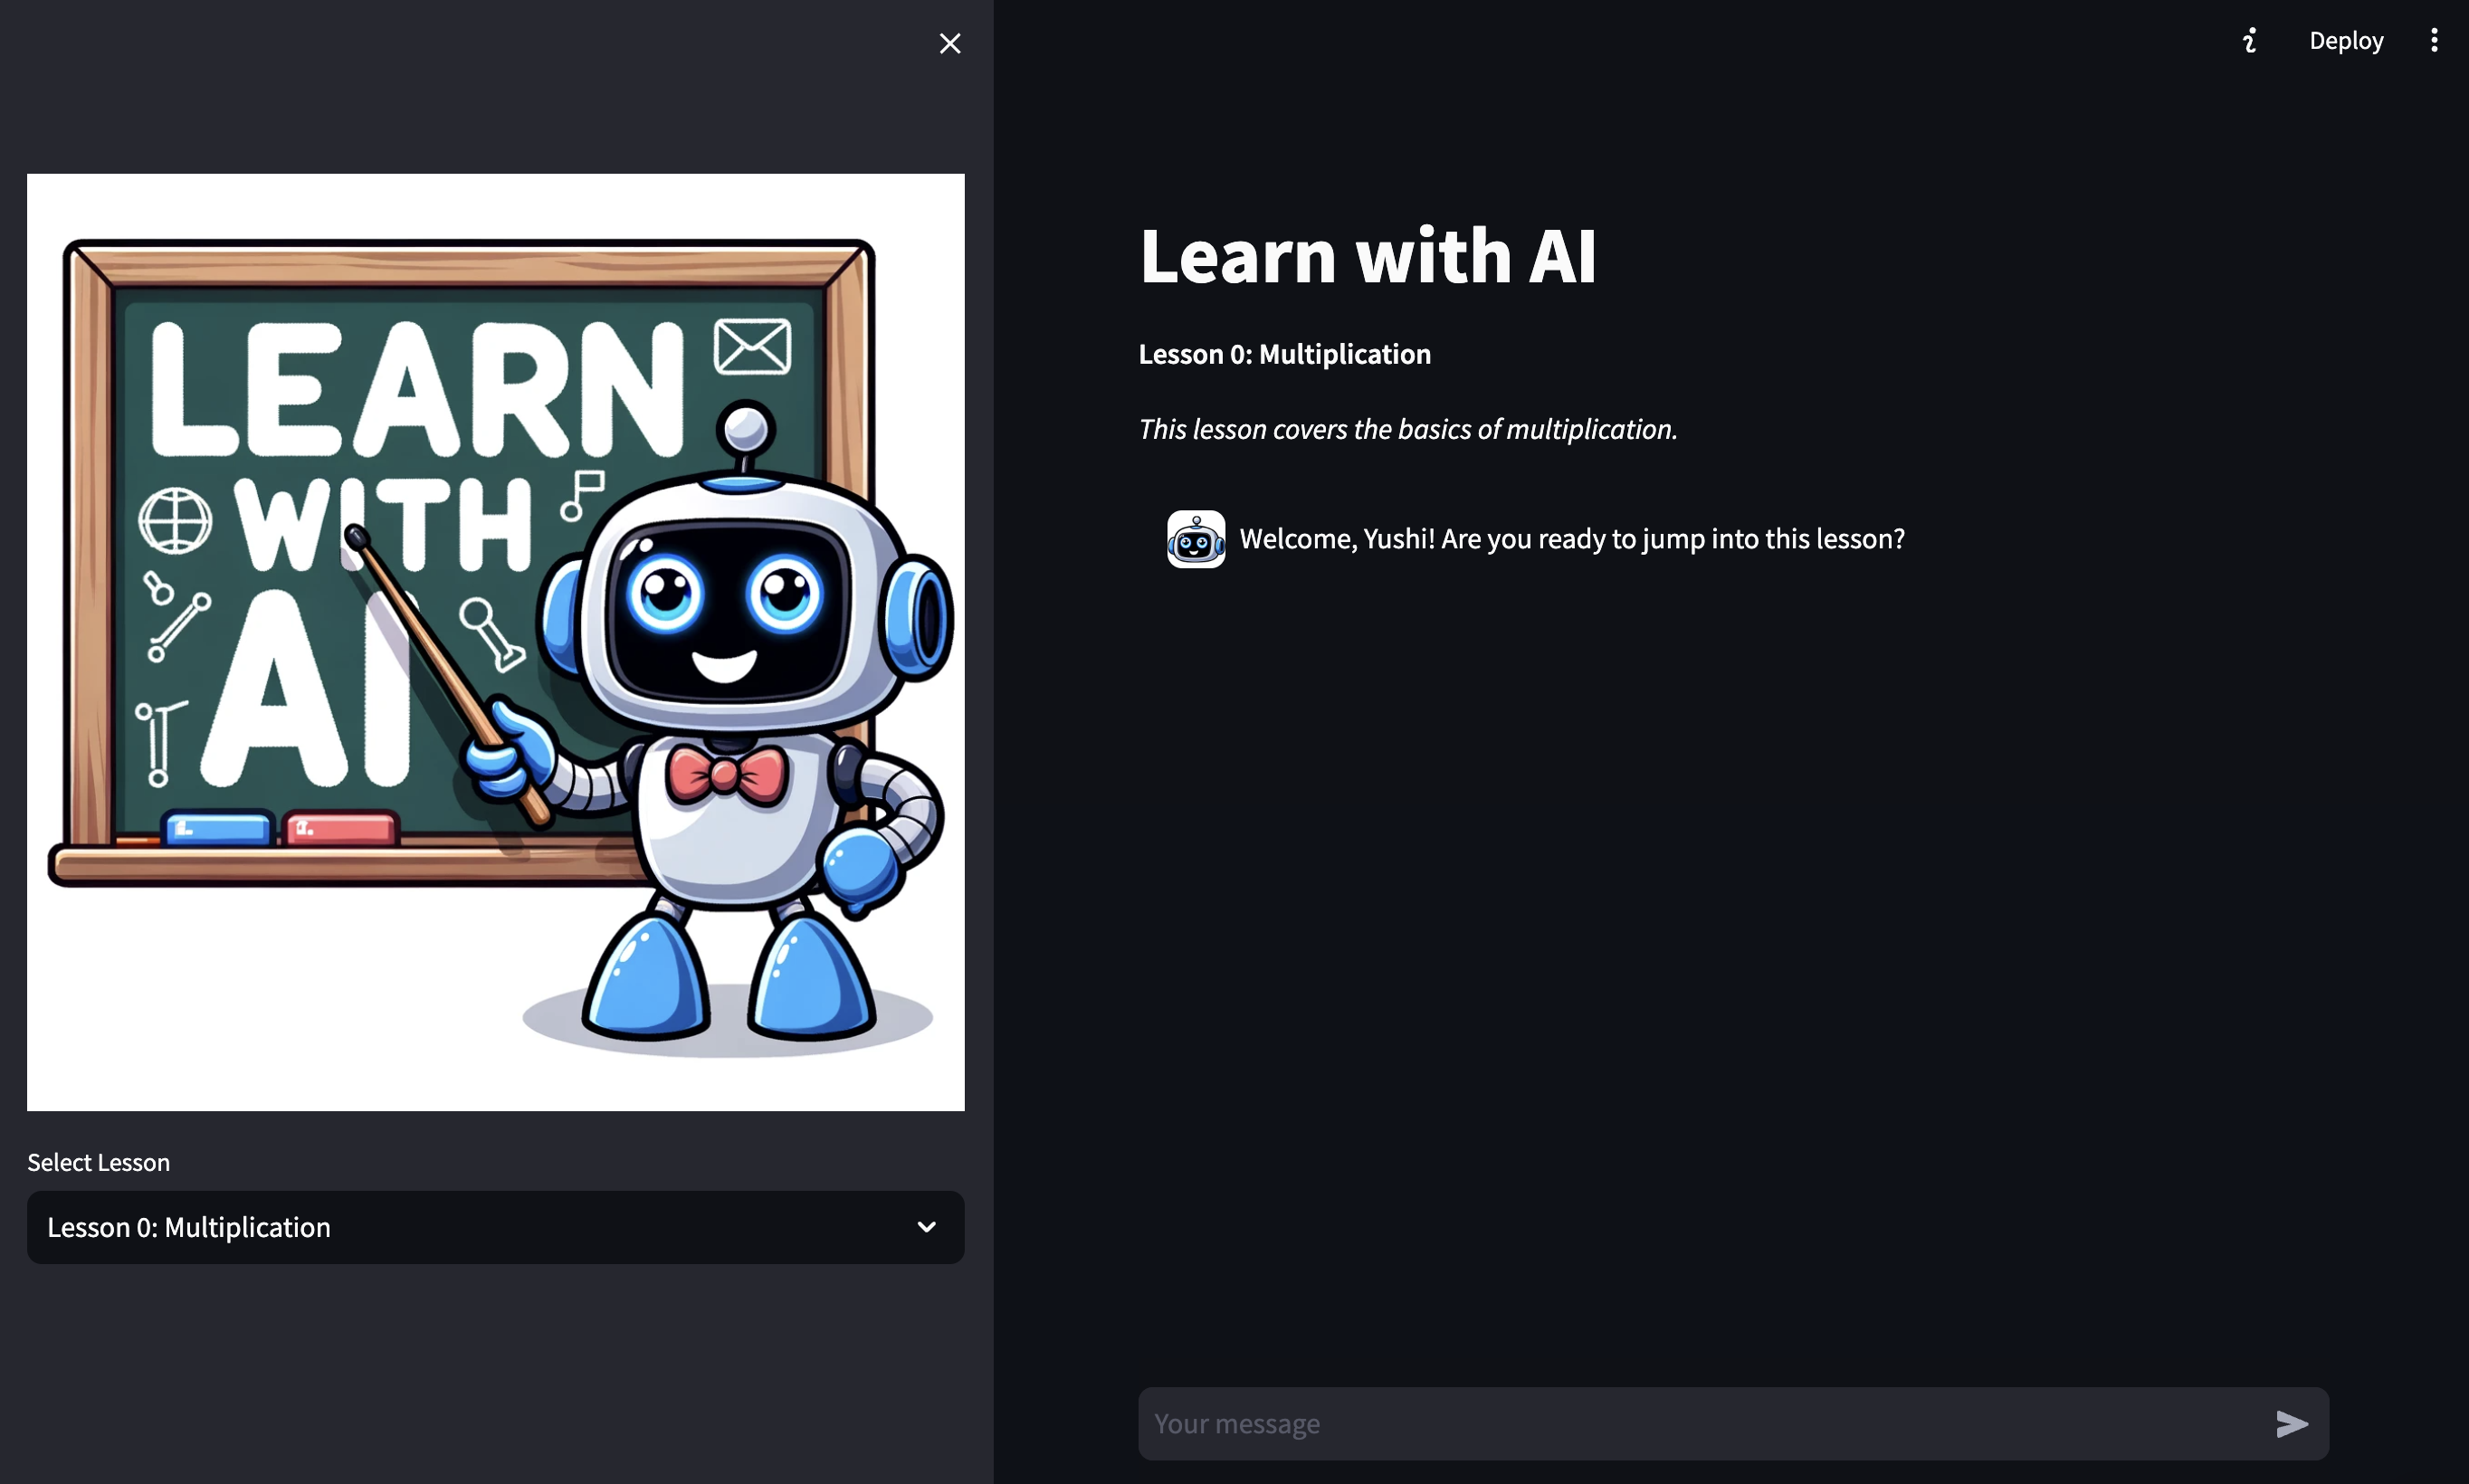 LEARN
WITH
AI
Select Lesson
Lesson 0: Multiplication
Deploy
Learn with AI
Lesson 0: Multiplication
This lesson covers the basics of multiplication.
Welcome, Yushi! Are you ready to jump into this lesson?
Your message